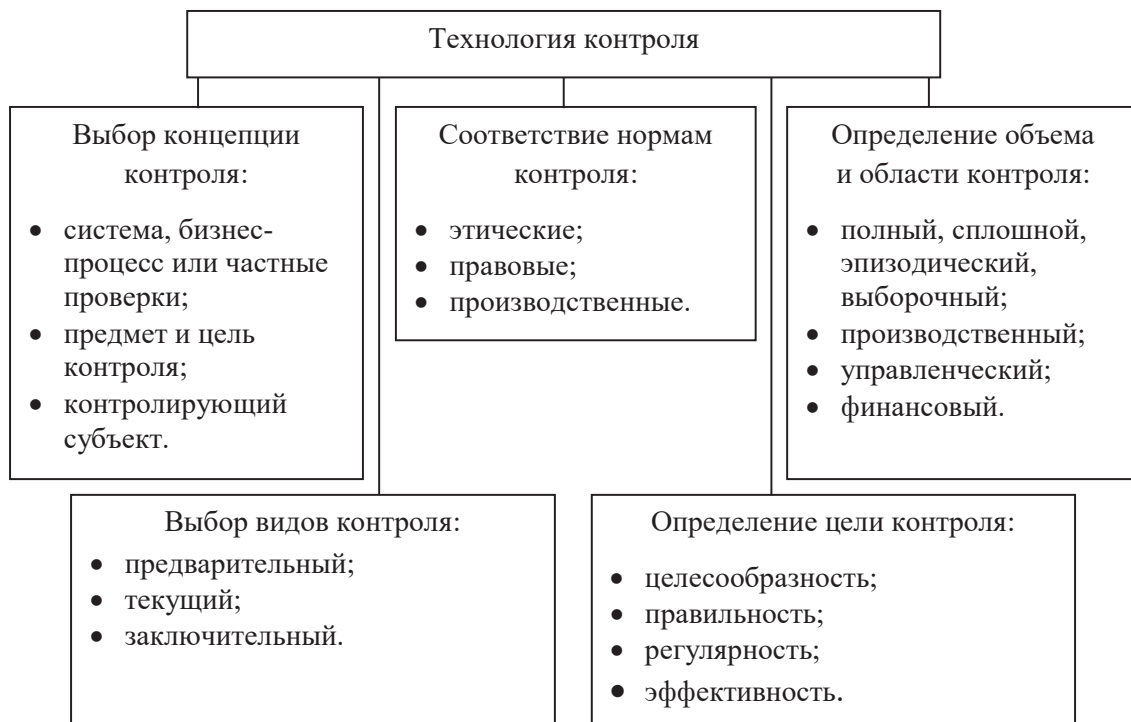 Технология контроля
Выбор концепции
контроля:
• система, бизнес-
процесс или частные
проверки;
• предмет и цель
контроля;
• контролирующий
субъект.
Соответствие нормам
контроля:
• этические;
• правовые;
• производственные.
Определение объема
и области контроля:
• полный, сплошной,
эпизодический,
выборочный;
• производственный;
• управленческий;
• финансовый.
Выбор видов контроля:
• предварительный;
• текущий;
• заключительный.
Определение цели контроля:
• целесообразность;
• правильность;
• регулярность;
• эффективность.